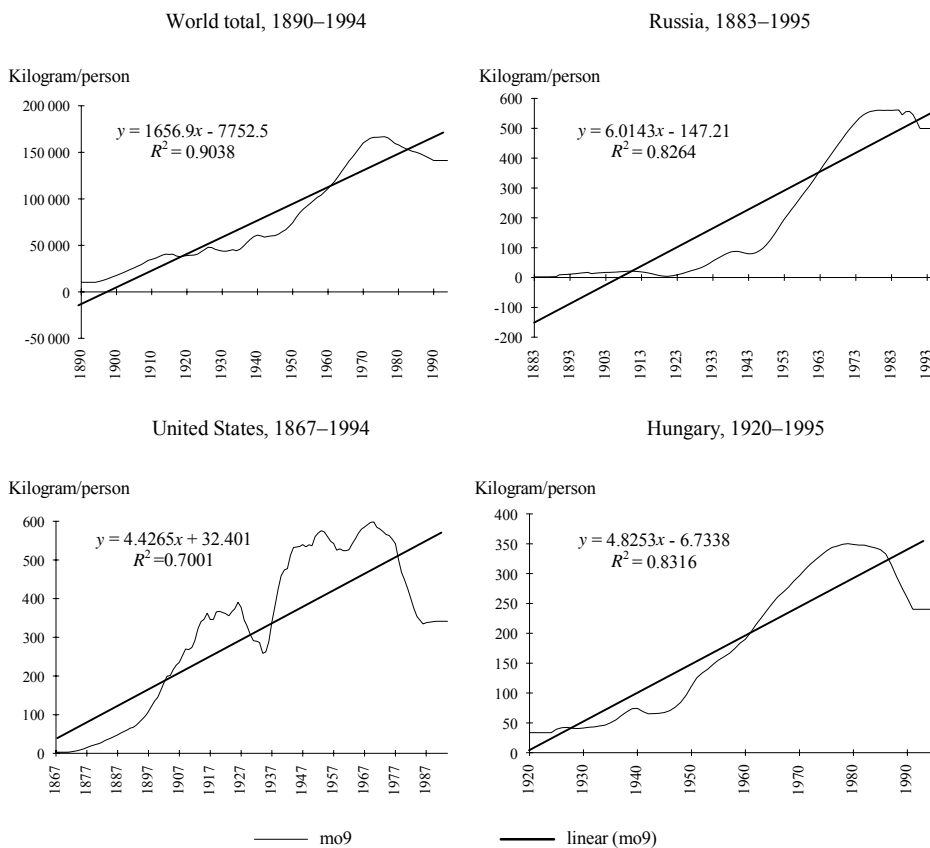 World total, 1890–1994
Kilogram/person
200 000
150 000
100 000
50 000
0
-50 000
y = 1656.9x - 7752.5
R² = 0.9038
1890 1900 1910 1920 1930 1940 1950 1960 1970 1980 1990
Russia, 1883–1995
Kilogram/person
600
500
400
300
200
100
0
-100
-200
y = 6.0143x - 147.21
R² = 0.8264
1883 1893 1903 1913 1923 1933 1943 1953 1963 1973 1983 1993
United States, 1867–1994
Kilogram/person
600
500
400
300
200
100
0
y = 4.4265x + 32.401
R² =0.7001
1867 1877 1887 1897 1907 1917 1927 1937 1947 1957 1967 1977 1987
Hungary, 1920–1995
Kilogram/person
400
350
300
250
200
150
100
50
0
y = 4.8253x - 6.7338
R² = 0.8316
1920 1930 1940 1950 1960 1970 1980 1990
mo9 linear (mo9)